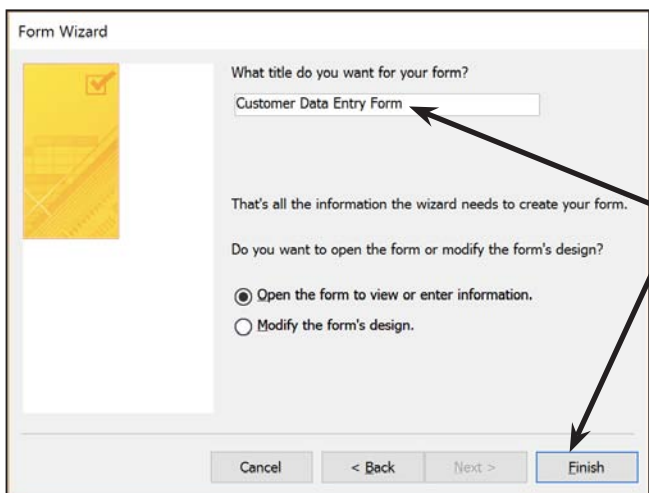 Form Wizard
What title do you want for your form?
Customer Data Entry Form
That's all the information the wizard needs to create your form.
Do you want to open the form or modify the form's design?
Open the form to view or enter information.
Modify the form's design.
Cancel < Back Next > Finish